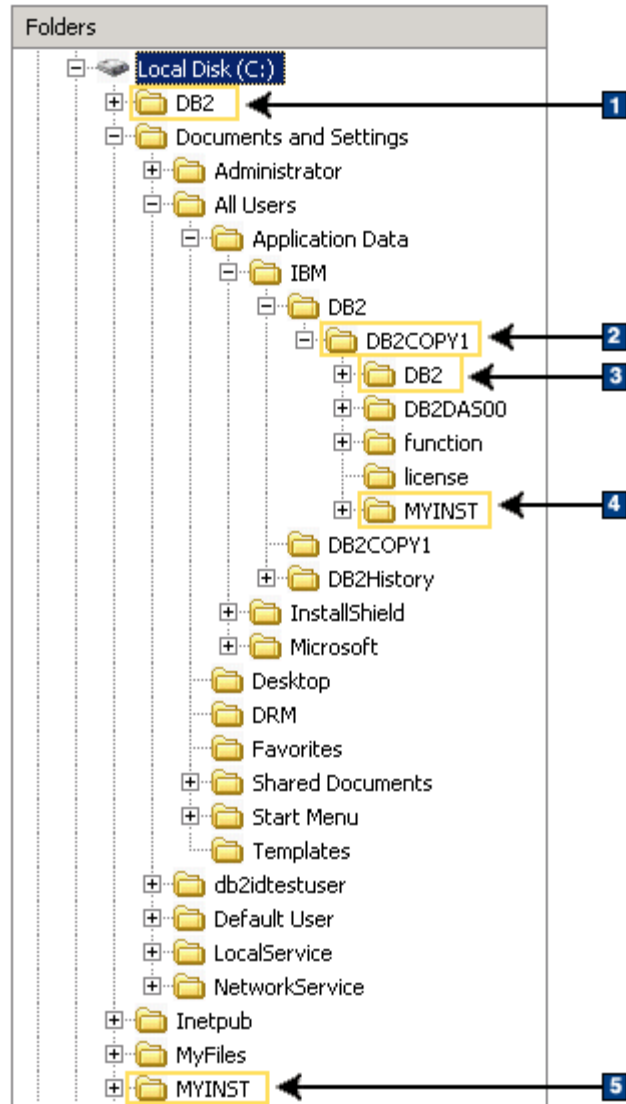 Folders
Local Disk (C:)
DB2 1
Documents and Settings
Administrator
All Users
Application Data
IBM
DB2
DB2COPY1 2
DB2 3
DB2DAS00
function
license
MYINST 4
DB2COPY1
DB2History
InstallShield
Microsoft
Desktop
DRM
Favorites
Shared Documents
Start Menu
Templates
db2idtestuser
Default User
LocalService
NetworkService
Inetpub
MyFiles
MYINST 5